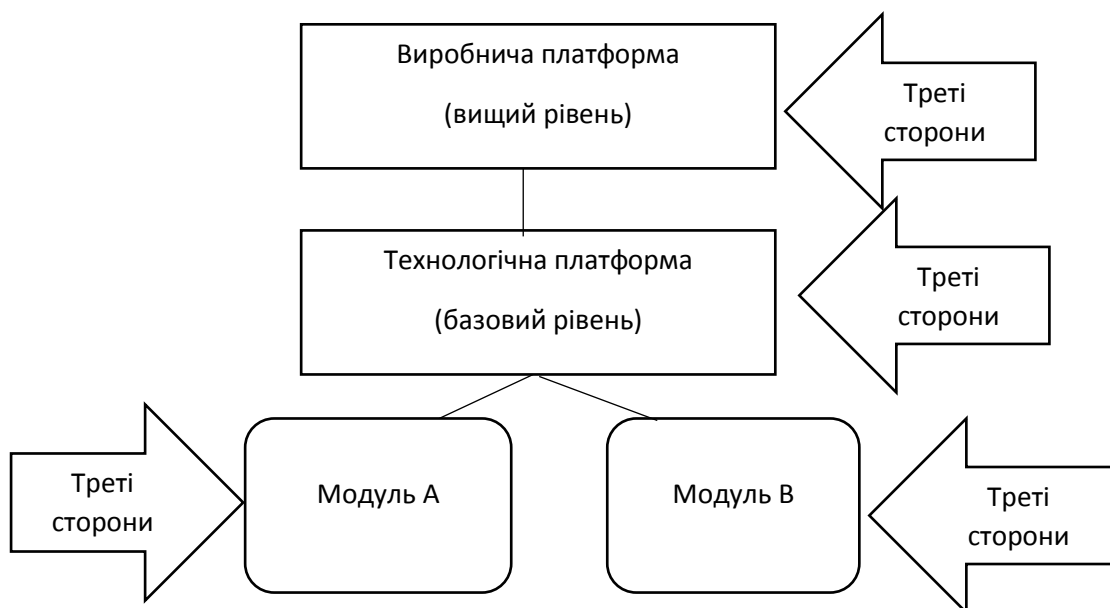 Виробнича платформа
(вищий рівень)
Треті
сторони
Технологічна платформа
(базовий рівень)
Треті
сторони
Треті
сторони
Модуль А
Модуль В
Треті
сторони